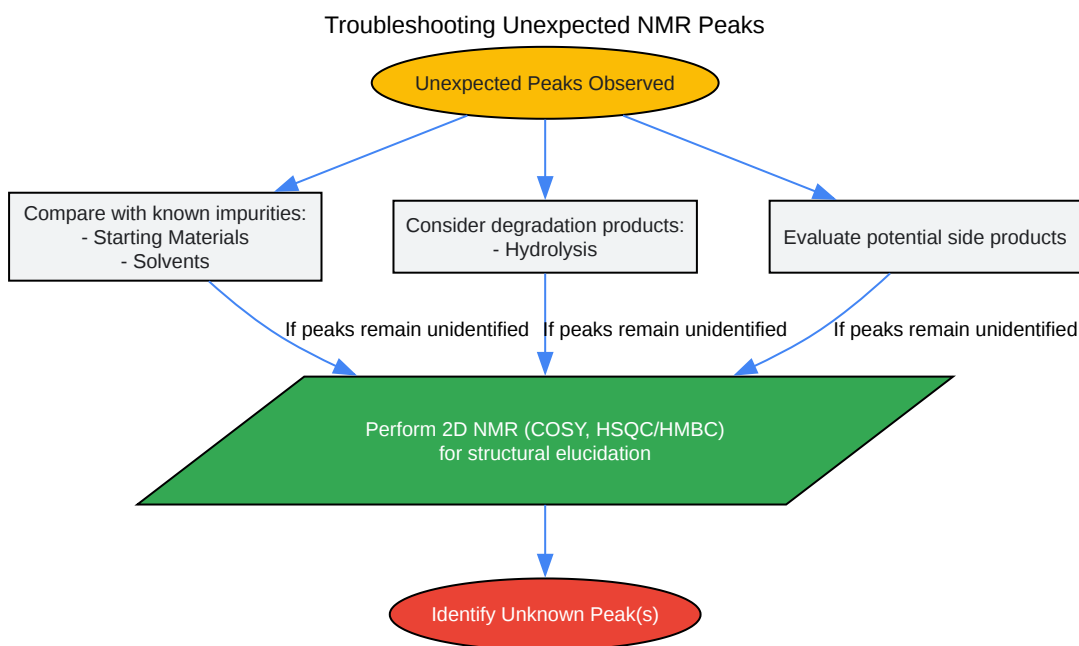 Troubleshooting Unexpected NMR Peaks
Unexpected Peaks Observed
Compare with known impurities:
- Starting Materials
- Solvents
Consider degradation products:
- Hydrolysis
Evaluate potential side products
If peaks remain unidentified
If peaks remain unidentified
If peaks remain unidentified
Perform 2D NMR (COSY, HSQC/HMBC)
for structural elucidation
Identify Unknown Peak(s)